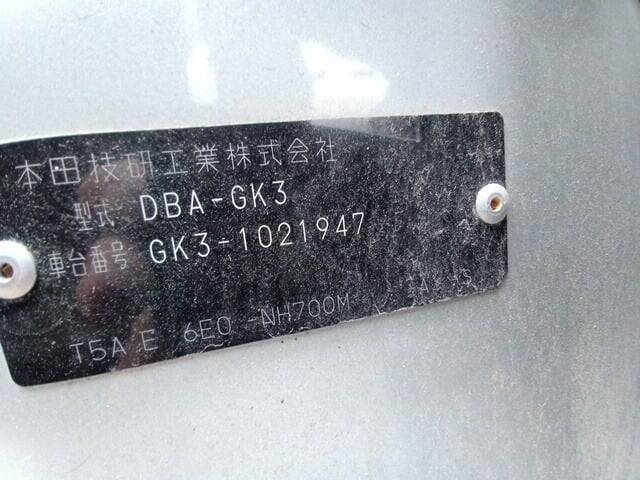 本田技研工業株式会社
型式 DBA-GK3
車台番号 GK3-1021947
T5A E 6E0 NH700M